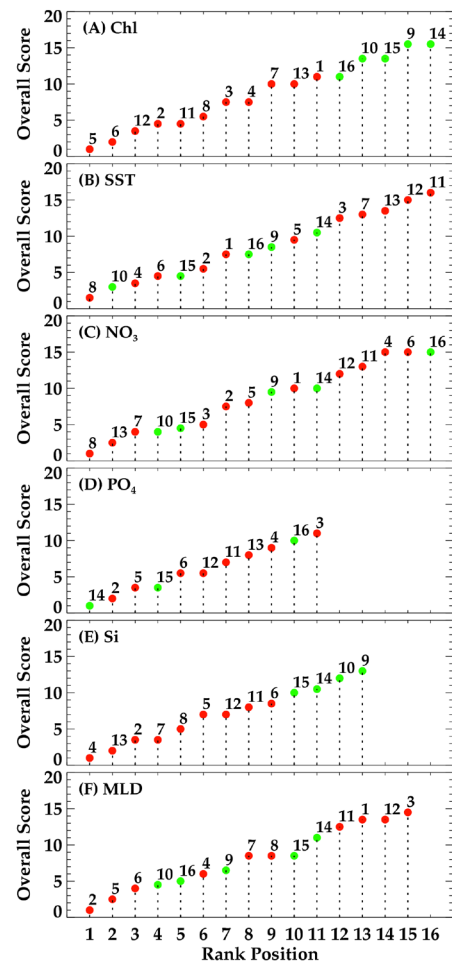 (A) Chl
Overall Score
20
15
10
5
0
5 6 12 2 11 8 3 4 7 13 1 16 10 15 9 14
(B) SST
Overall Score
20
15
10
5
0
8 10 4 6 15 2 1 16 9 5 14 3 7 13 12 11
(C) NO₃
Overall Score
20
15
10
5
0
8 13 7 10 15 3 2 5 9 1 14 12 11 4 6 16
(D) PO₄
Overall Score
20
15
10
5
0
14 2 5 15 6 12 11 13 4 16 3
(E) Si
Overall Score
20
15
10
5
0
4 13 2 7 8 5 12 11 6 15 14 10 9
(F) MLD
Overall Score
20
15
10
5
0
2 5 6 10 16 4 9 7 8 15 14 11 1 12 3
1 2 3 4 5 6 7 8 9 10 11 12 13 14 15 16
Rank Position